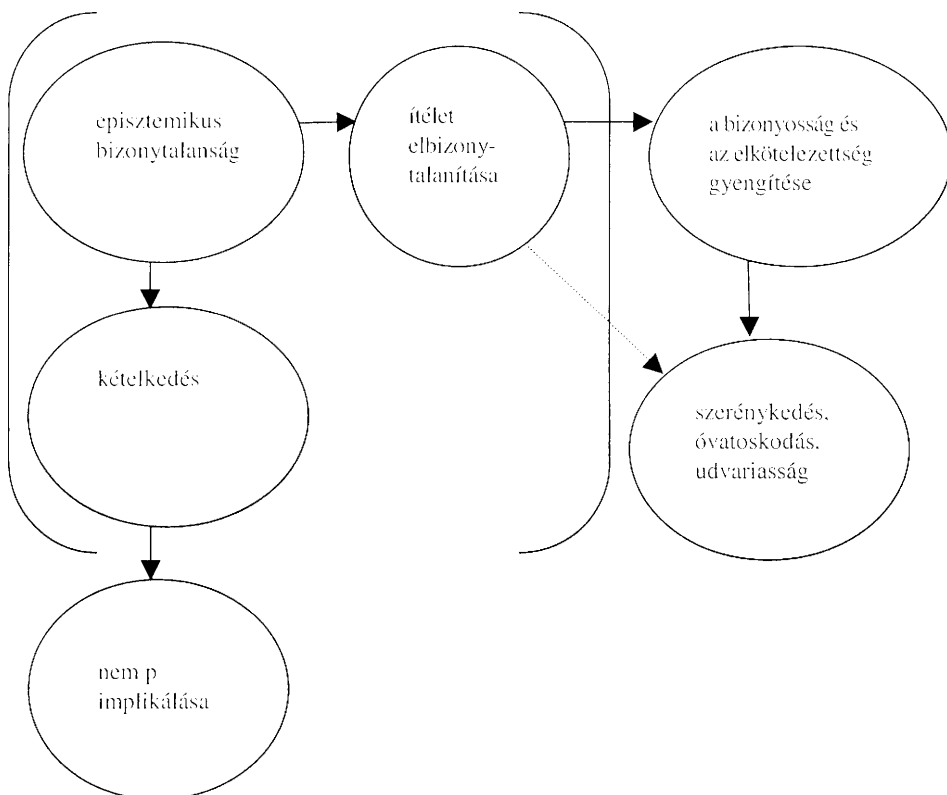 episztemikus
bizonytalanság
ítélet
elbizony-
talanítása
a bizonyosság és
az elkötelezettség
gyengítése
kételkedés
szerénykedés,
óvatoskodás,
udvariasság
nem p
implikálása